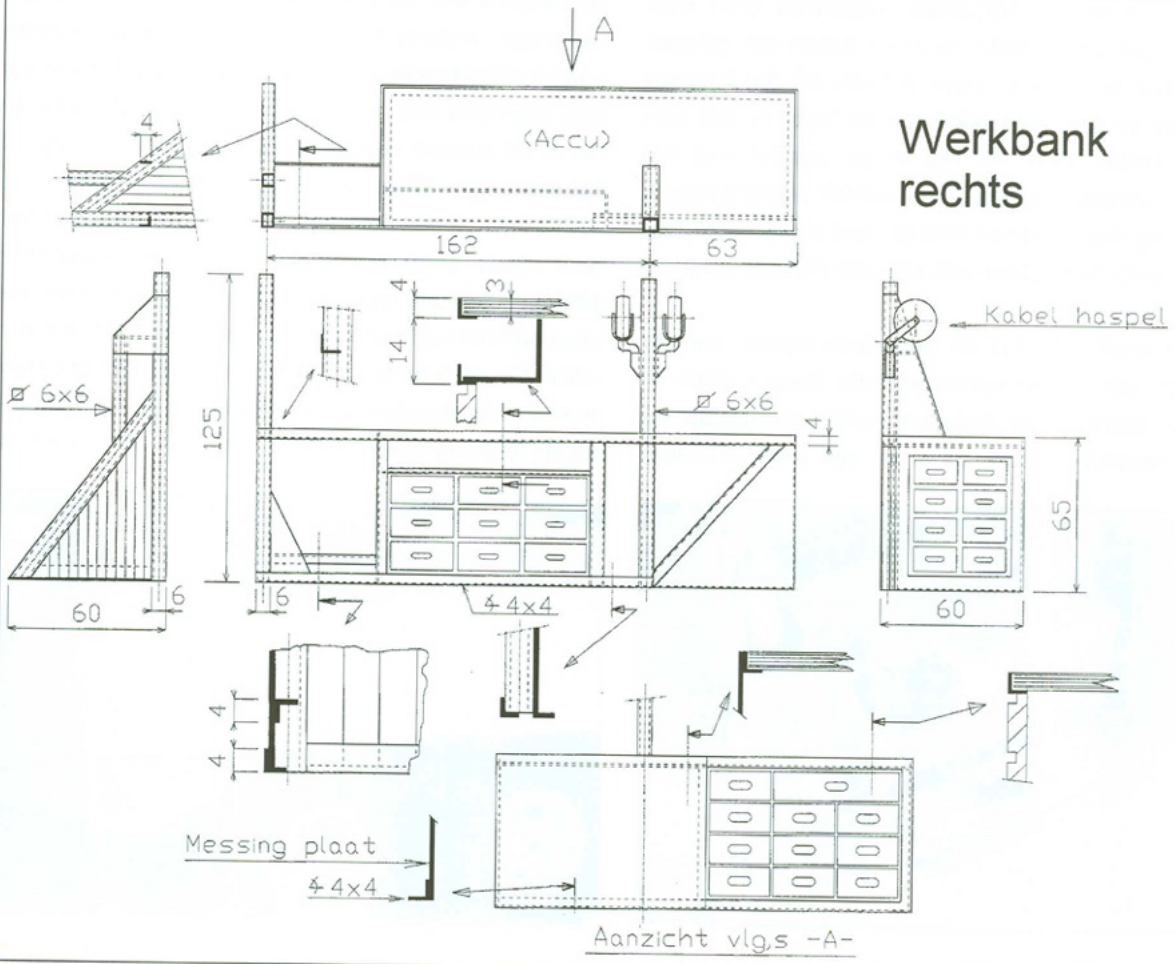 A
4
(Accu)
Werkbank
rechts
162
63
4
3
14
Kabel haspel
⌀ 6x6
125
⌀ 6x6
4
65
60
6
6
4x4
60
4
4
Messing plaat
4x4
Aanzicht vlg,s -A-